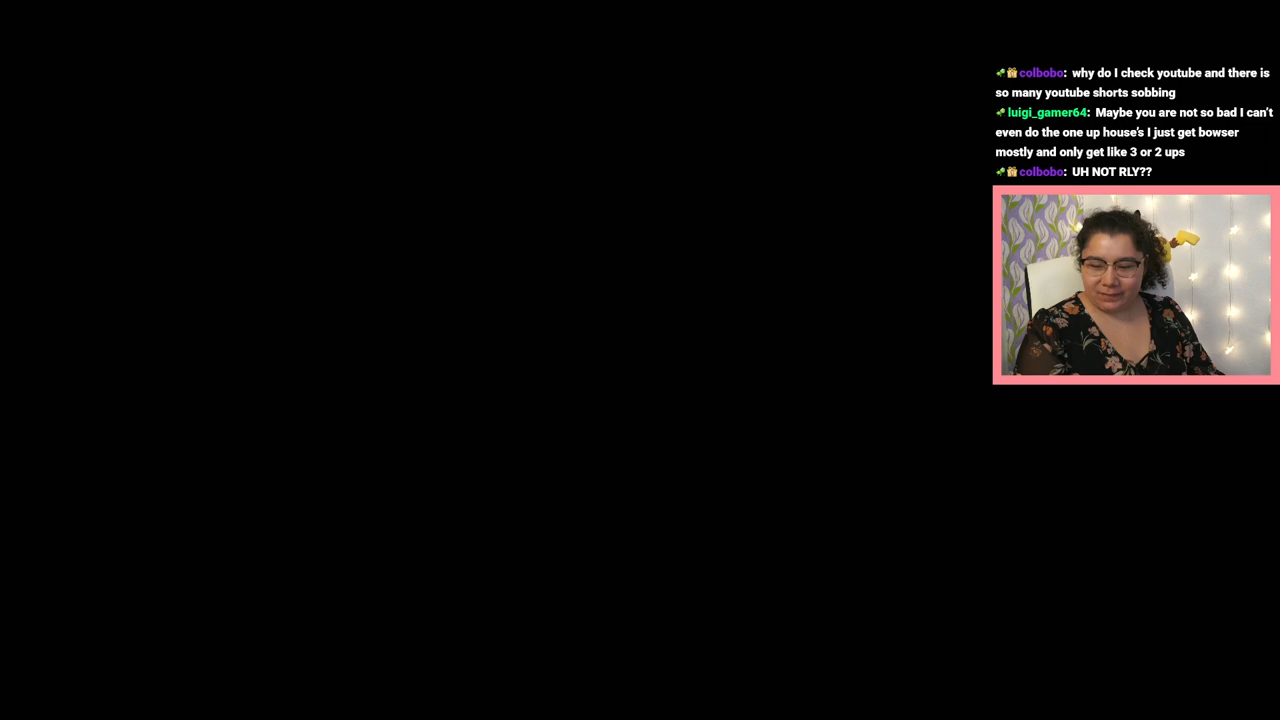 colbobo: why do I check youtube and there is
so many youtube shorts sobbing
luigi_gamer64: Maybe you are not so bad I can't
even do the one up house's I just get bowser
mostly and only get like 3 or 2 ups
colbobo: UH NOT RLY??